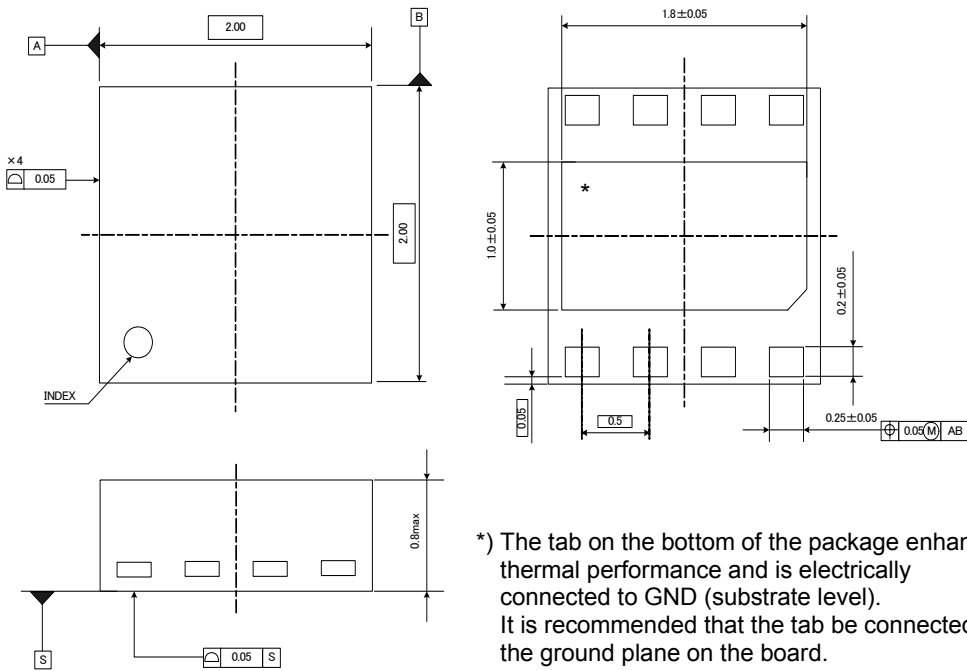 2.00
B
A
1.8±0.05
×4
0.05
2.00
*
1.0±0.05
0.2±0.05
INDEX
0.05
0.5
0.25±0.05
⌖ 0.05 Ⓜ AB
0.8max
S
0.05 S
*) The tab on the bottom of the package enhan
thermal performance and is electrically
connected to GND (substrate level).
It is recommended that the tab be connected
the ground plane on the board.